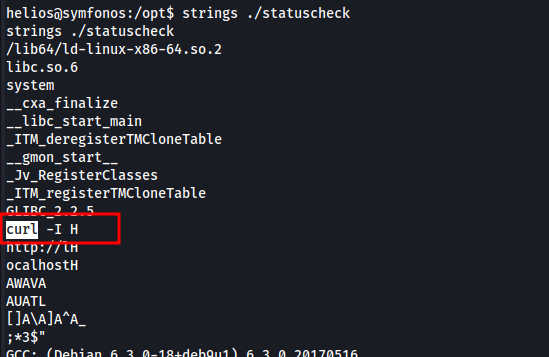 helios@symfonos:/opt$ strings ./statuscheck
strings ./statuscheck
/lib64/ld-linux-x86-64.so.2
libc.so.6
system
__cxa_finalize
__libc_start_main
_ITM_deregisterTMCloneTable
__gmon_start__
_Jv_RegisterClasses
_ITM_registerTMCloneTable
GLIBC_2.2.5
curl -I H
http://lH
ocalhostH
AWAVA
AUATL
[]A\A]A^A_
;*3$"
GCC: (Debian 6.3.0-18+deb9u1) 6.3.0 20170516